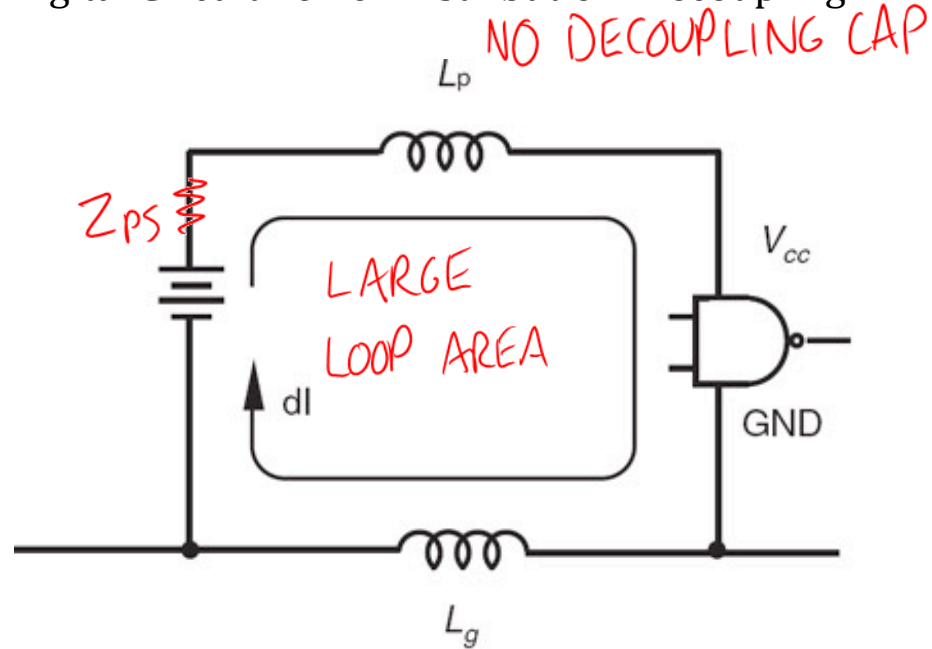 NO DECOUPLING CAP
Lp
ZPS
Vcc
LARGE
LOOP AREA
dI
GND
Lg